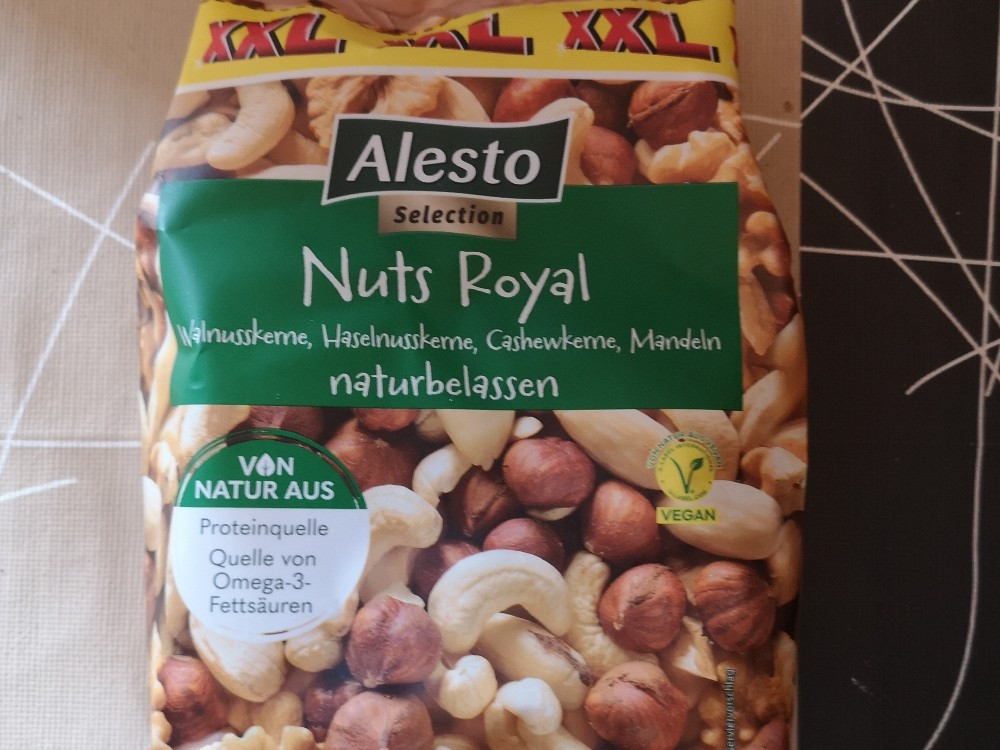 XXL XXL XXL
Alesto
Selection
Nuts Royal
Walnusskerne, Haselnusskerne, Cashewkerne, Mandeln
naturbelassen
VON
NATUR AUS
Proteinquelle
Quelle von
Omega-3-
Fettsäuren
VEGAN